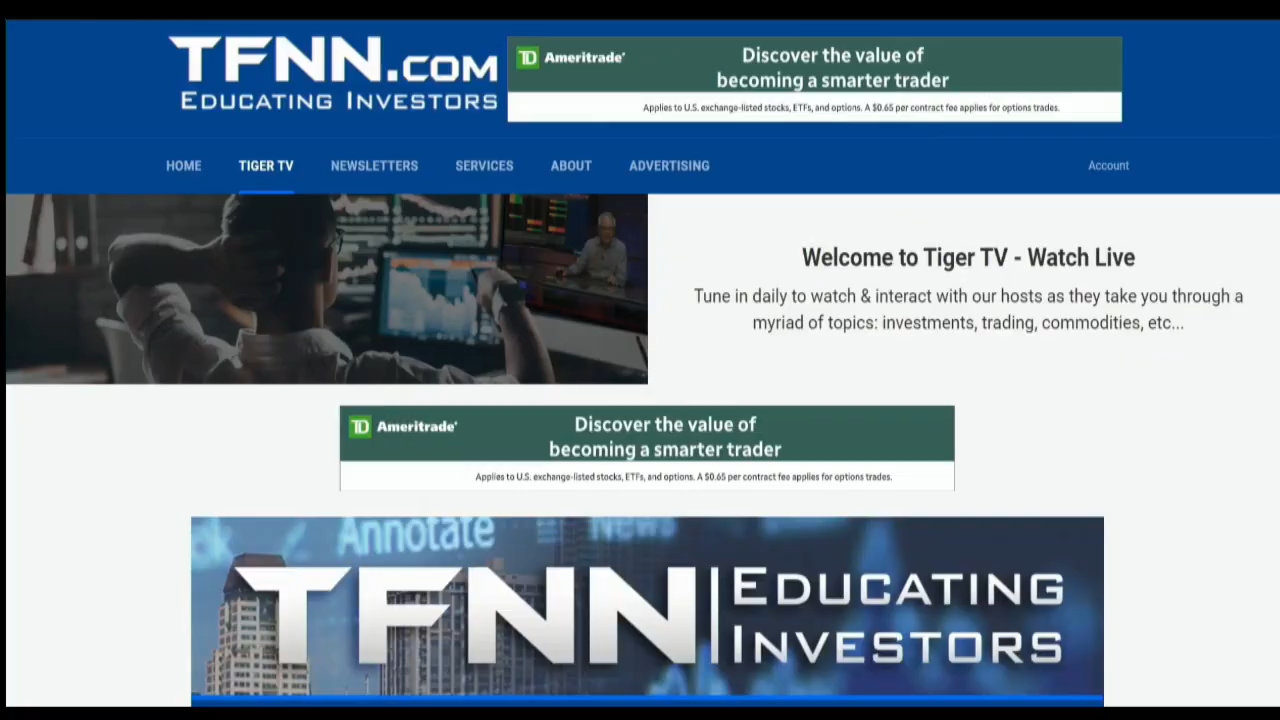 TFNN.COM
EDUCATING INVESTORS
TD Ameritrade
Discover the value of
becoming a smarter trader
Applies to U.S. exchange-listed stocks, ETFs, and options. A $0.65 per contract fee applies for options trades.
HOME TIGER TV NEWSLETTERS SERVICES ABOUT ADVERTISING Account
Welcome to Tiger TV - Watch Live
Tune in daily to watch & interact with our hosts as they take you through a
myriad of topics: investments, trading, commodities, etc...
TD Ameritrade
Discover the value of
becoming a smarter trader
Applies to U.S. exchange-listed stocks, ETFs, and options. A $0.65 per contract fee applies for options trades.
Annotate News
TFNN EDUCATING
INVESTORS